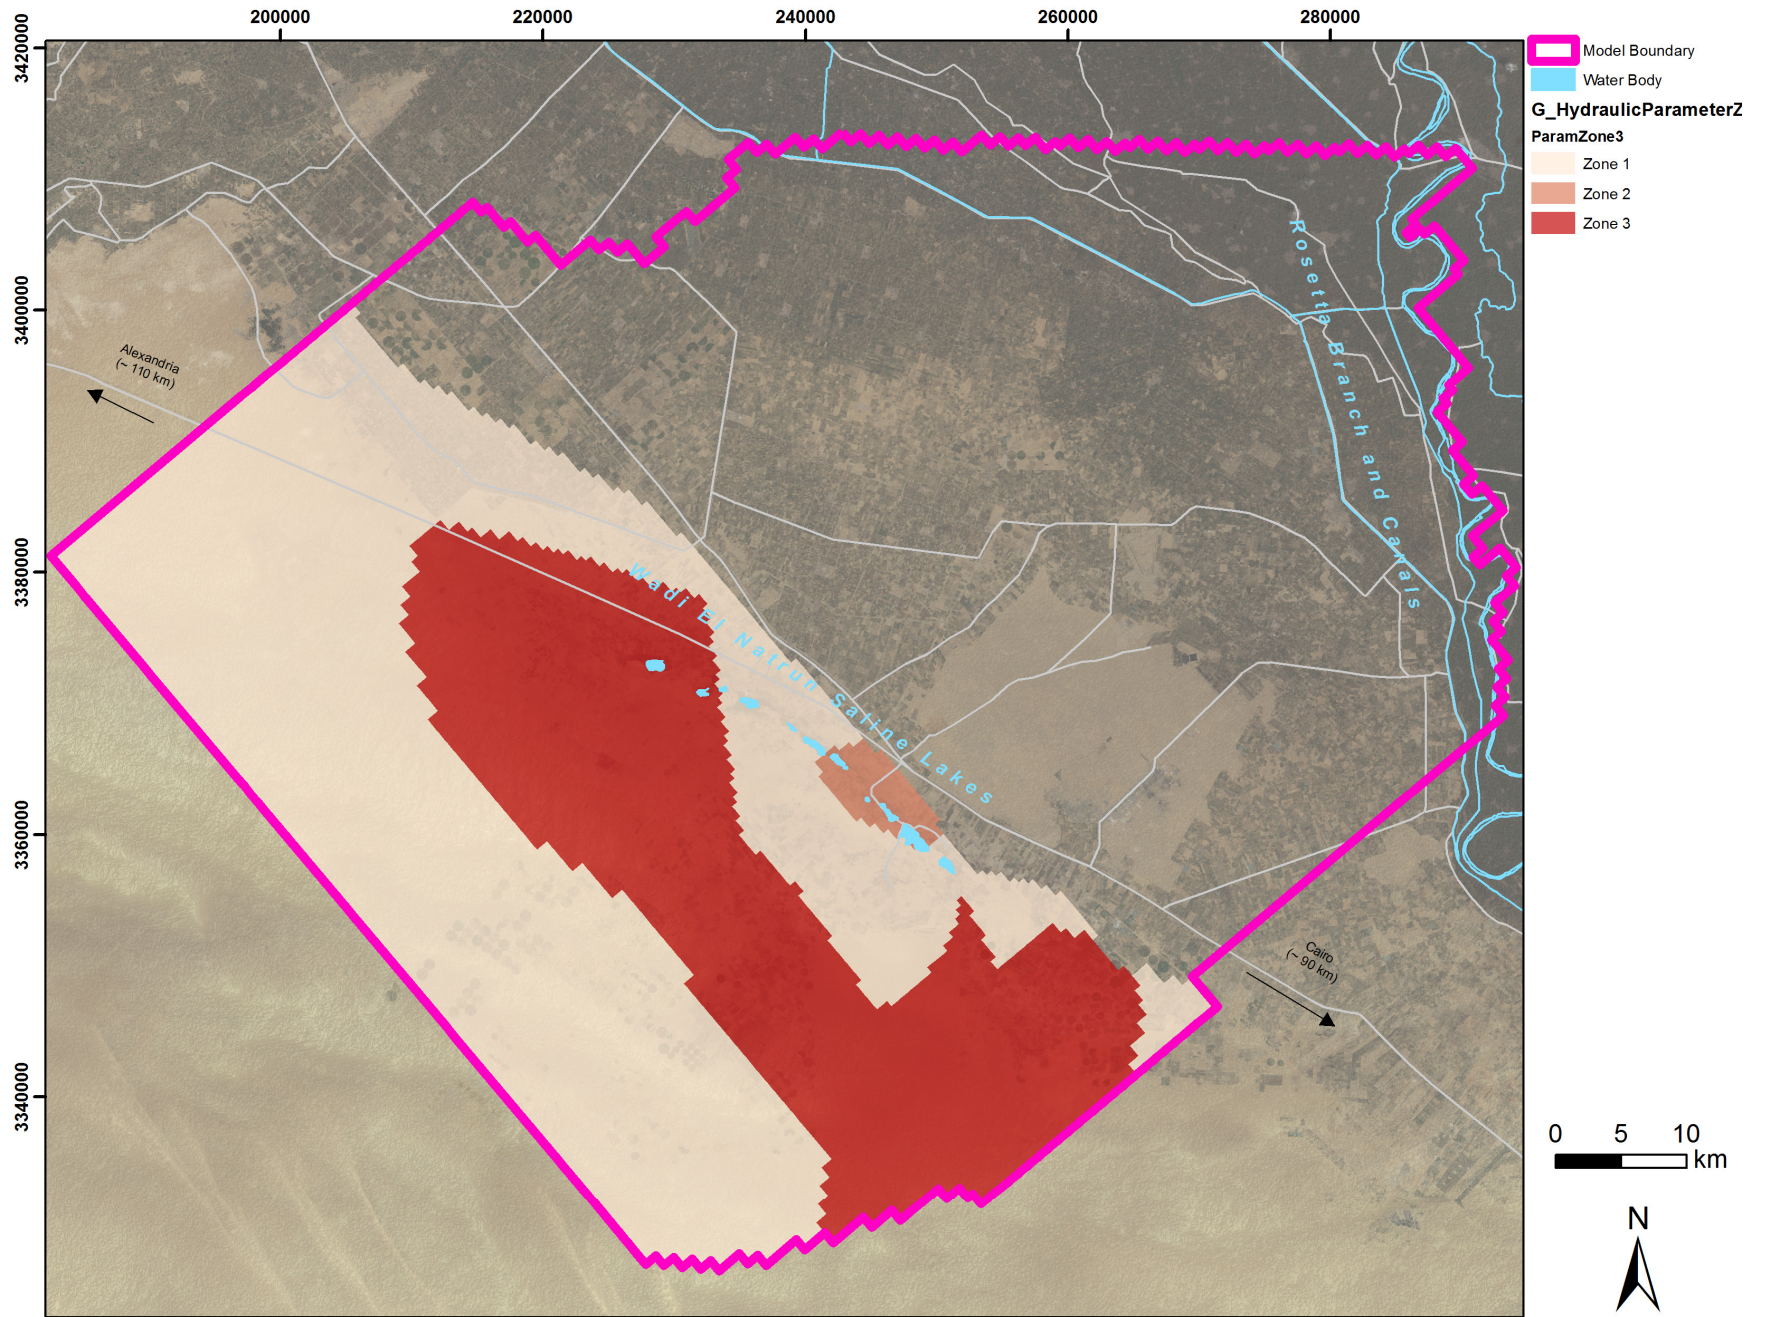 200000 220000 240000 260000 280000
3420000
3400000
3380000
3360000
3340000
Model Boundary
Water Body
G_HydraulicParameterZ
ParamZone3
Zone 1
Zone 2
Zone 3
Alexandria
(~ 110 km)
Rosetta Branch and Canals
Wadi El Natrun Saline Lakes
Cairo
(~ 90 km)
0 5 10
km
N